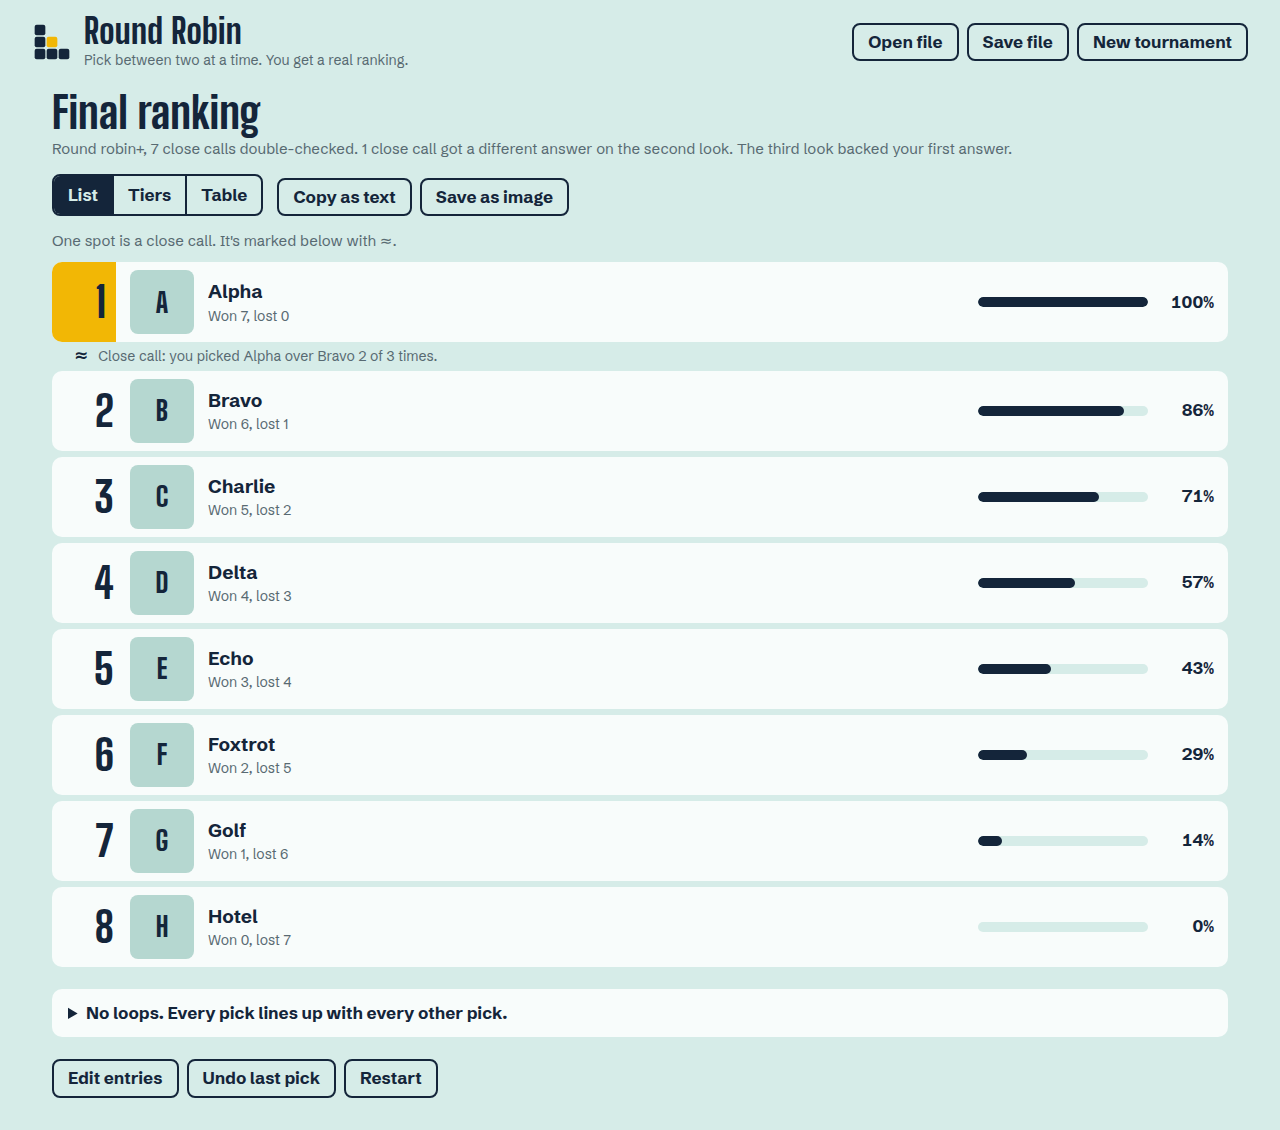 Round Robin
Pick between two at a time. You get a real ranking.
Open file
Save file
New tournament
Final ranking
Round robin+, 7 close calls double-checked. 1 close call got a different answer on the second look. The third look backed your first answer.
List
Tiers
Table
Copy as text
Save as image
One spot is a close call. It's marked below with ≈.
1
A
Alpha
Won 7, lost 0
100%
≈ Close call: you picked Alpha over Bravo 2 of 3 times.
2
B
Bravo
Won 6, lost 1
86%
3
C
Charlie
Won 5, lost 2
71%
4
D
Delta
Won 4, lost 3
57%
5
E
Echo
Won 3, lost 4
43%
6
F
Foxtrot
Won 2, lost 5
29%
7
G
Golf
Won 1, lost 6
14%
8
H
Hotel
Won 0, lost 7
0%
No loops. Every pick lines up with every other pick.
Edit entries
Undo last pick
Restart